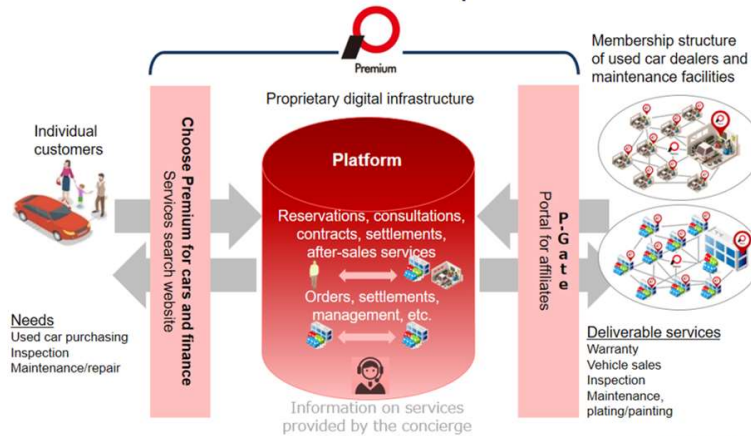 Premium
Proprietary digital infrastructure
Membership structure
of used car dealers and
maintenance facilities
Individual
customers
Choose Premium for cars and finance
Services search website
Platform
Reservations, consultations,
contracts, settlements,
after-sales services
Orders, settlements,
management, etc.
Information on services
provided by the concierge
P-Gate
Portal for affiliates
Needs
Used car purchasing
Inspection
Maintenance/repair
Deliverable services
Warranty
Vehicle sales
Inspection
Maintenance,
plating/painting